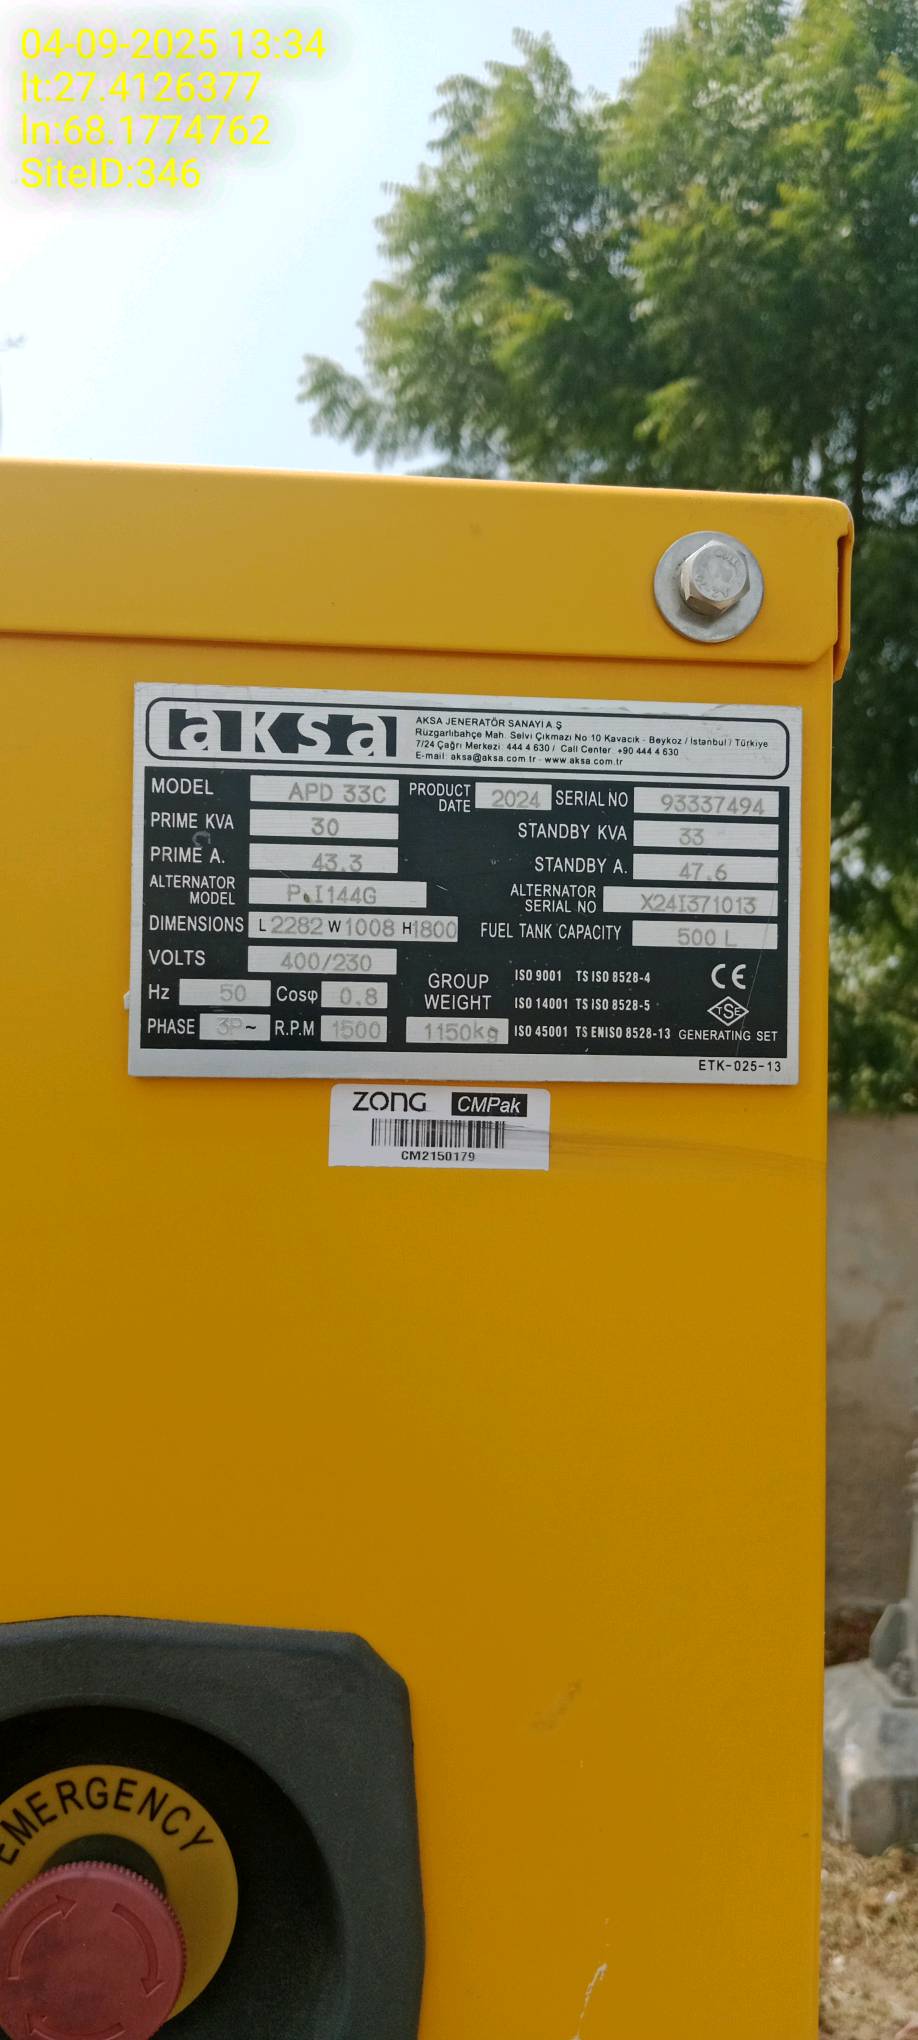 04-09-2025 13:34
lt:27.4126377
ln:68.1774762
SiteID:346
aksa
AKSA JENERATÖR SANAYİ A.Ş
Rüzgarlıbahçe Mah. Selvi Çıkmazı No 10 Kavacık - Beykoz / İstanbul / Türkiye
7/24 Çağrı Merkezi: 444 4 630 / Call Center: +90 444 4 630
E-mail: aksa@aksa.com.tr - www.aksa.com.tr
MODEL APD 33C PRODUCT DATE 2024 SERIAL NO 93337494
PRIME KVA 30 STANDBY KVA 33
PRIME A. 43.3 STANDBY A. 47.6
ALTERNATOR MODEL P.I144G ALTERNATOR SERIAL NO X24I371013
DIMENSIONS L 2282 W 1008 H 1800 FUEL TANK CAPACITY 500 L
VOLTS 400/230
Hz 50 Cosφ 0.8 GROUP WEIGHT 1150kg
PHASE 3P~ R.P.M 1500
ISO 9001 TS ISO 8528-4
ISO 14001 TS ISO 8528-5
ISO 45001 TS EN ISO 8528-13
CE
TSE
GENERATING SET
ETK-025-13
ZONG CMPak
CM2150179
EMERGENCY